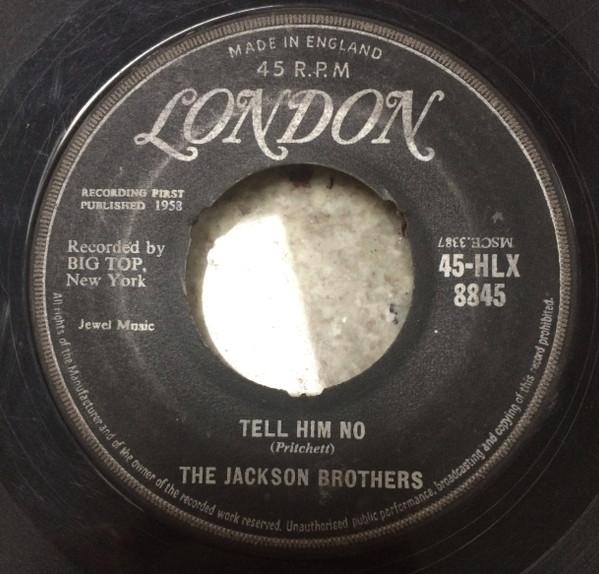 MADE IN ENGLAND
45 R.P.M
LONDON
RECORDING FIRST
PUBLISHED 1958
Recorded by
BIG TOP,
New York
Jewel Music
MSCE.3387
45-HLX
8845
TELL HIM NO
(Pritchett)
THE JACKSON BROTHERS
All rights of the Manufacturer and of the owner of the recorded work reserved. Unauthorised public performance, broadcasting and copying of this record prohibited.